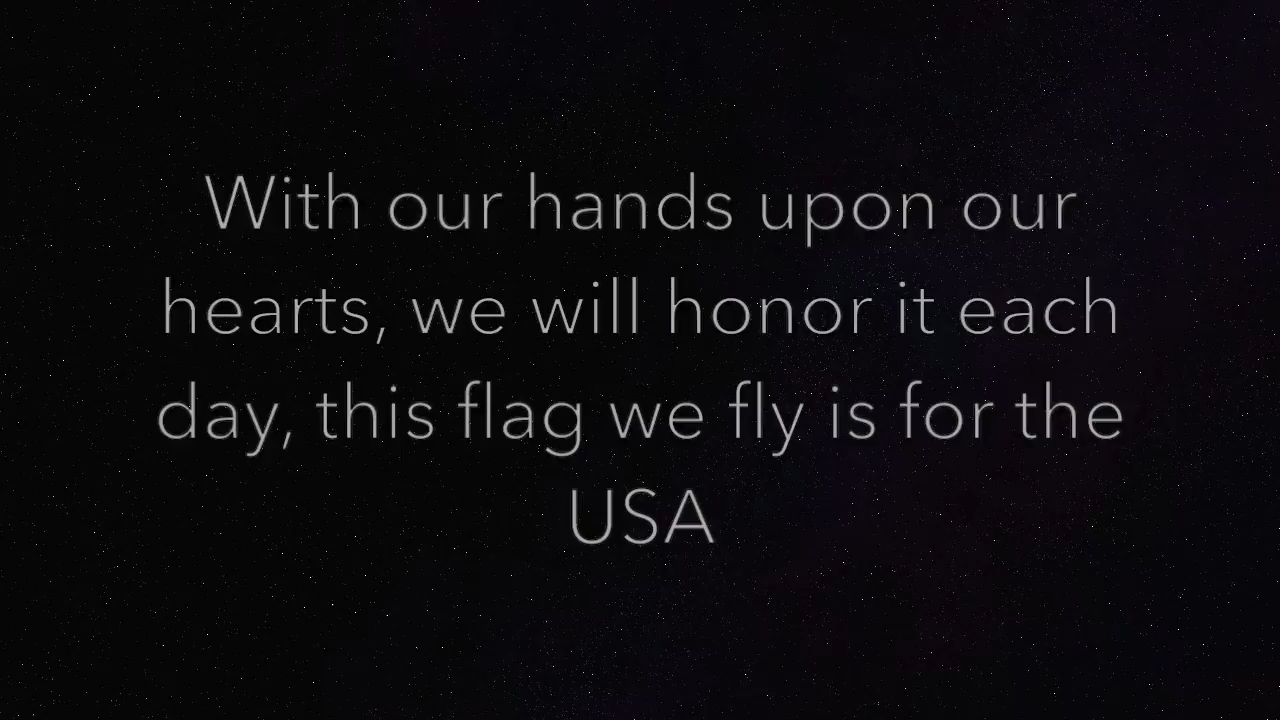 With our hands upon our
hearts, we will honor it each
day, this flag we fly is for the
USA